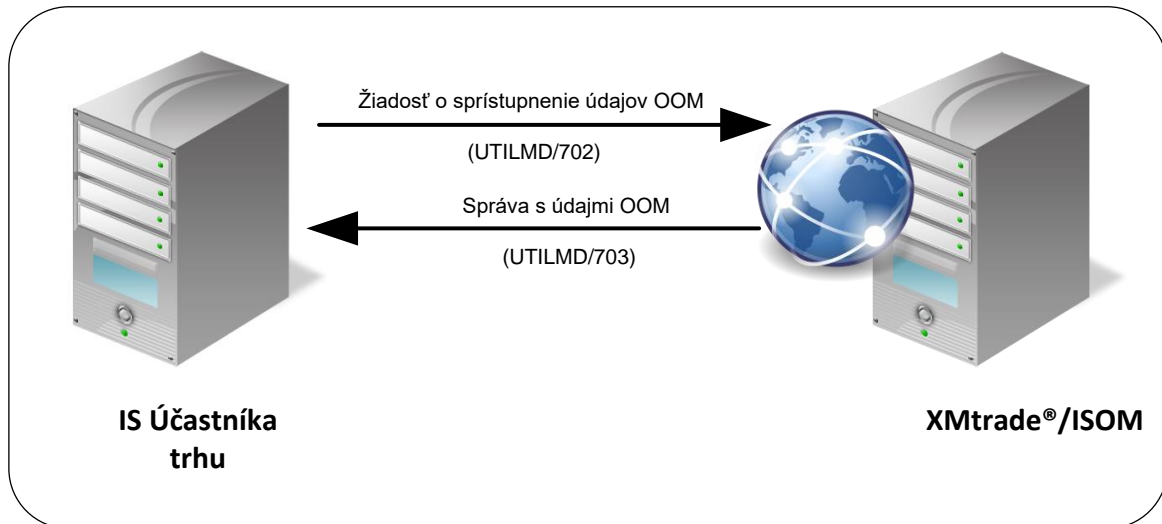 Žiadosť o sprístupnenie údajov OOM
(UTILMD/702)
Správa s údajmi OOM
(UTILMD/703)
IS Účastníka
trhu
XMtrade®/ISOM